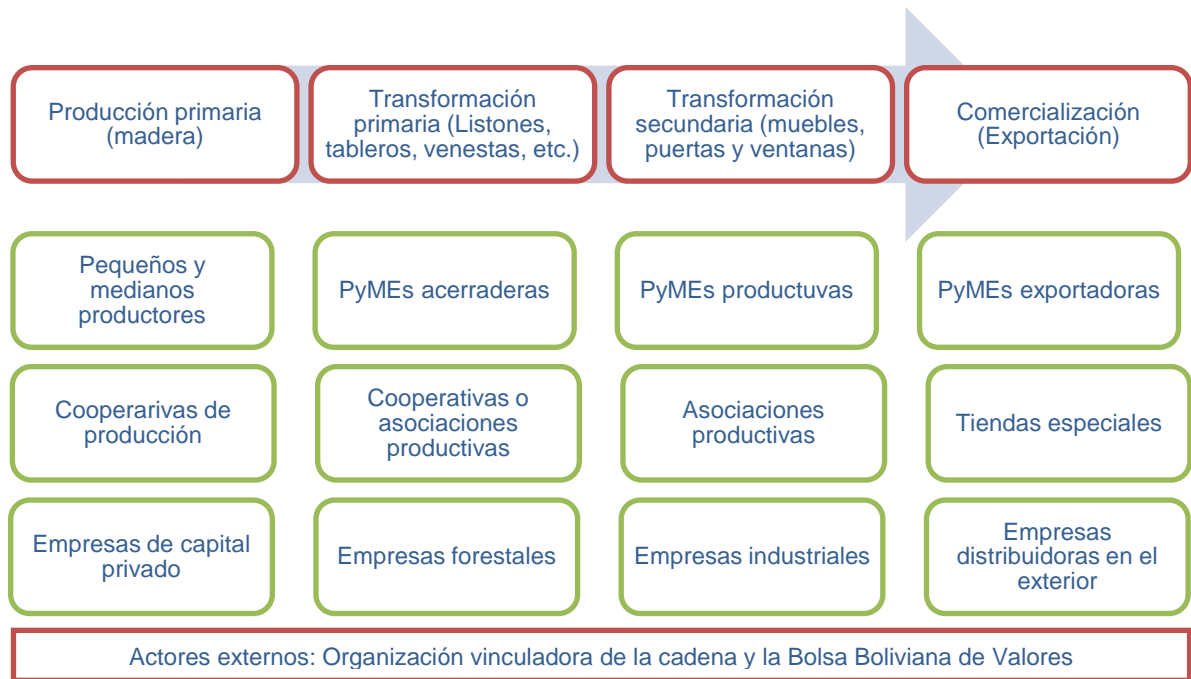 Producción primaria
(madera)
Transformación
primaria (Listones,
tableros, venestas, etc.)
Transformación
secundaria (muebles,
puertas y ventanas)
Comercialización
(Exportación)
Pequeños y
medianos
productores
PyMEs acerraderas
PyMEs productuvas
PyMEs exportadoras
Cooperarivas de
producción
Cooperativas o
asociaciones
productivas
Asociaciones
productivas
Tiendas especiales
Empresas de capital
privado
Empresas forestales
Empresas industriales
Empresas
distribuidoras en el
exterior
Actores externos: Organización vinculadora de la cadena y la Bolsa Boliviana de Valores